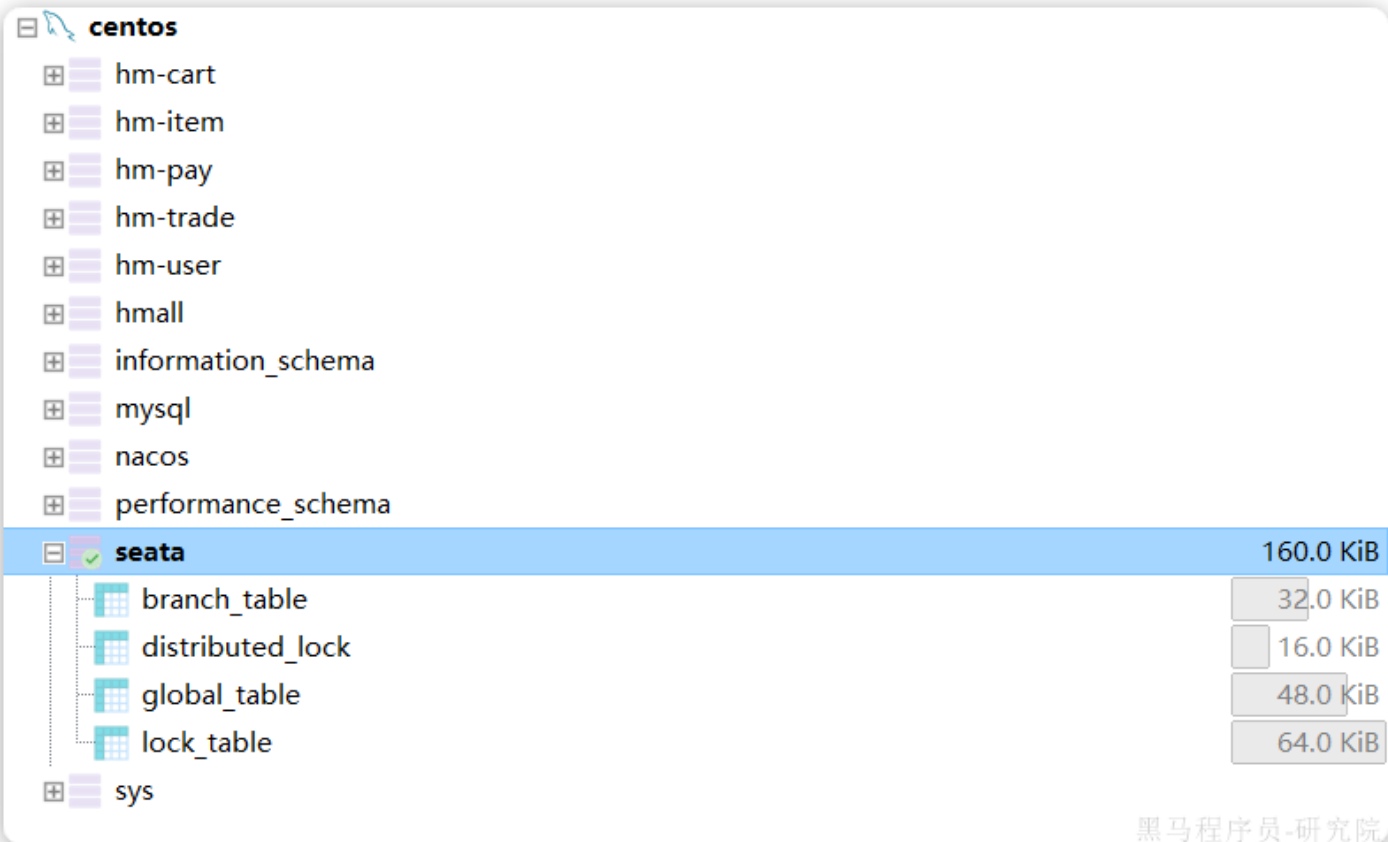 centos
hm-cart
hm-item
hm-pay
hm-trade
hm-user
hmall
information_schema
mysql
nacos
performance_schema
seata 160.0 KiB
branch_table 32.0 KiB
distributed_lock 16.0 KiB
global_table 48.0 KiB
lock_table 64.0 KiB
sys
黑马程序员-研究院